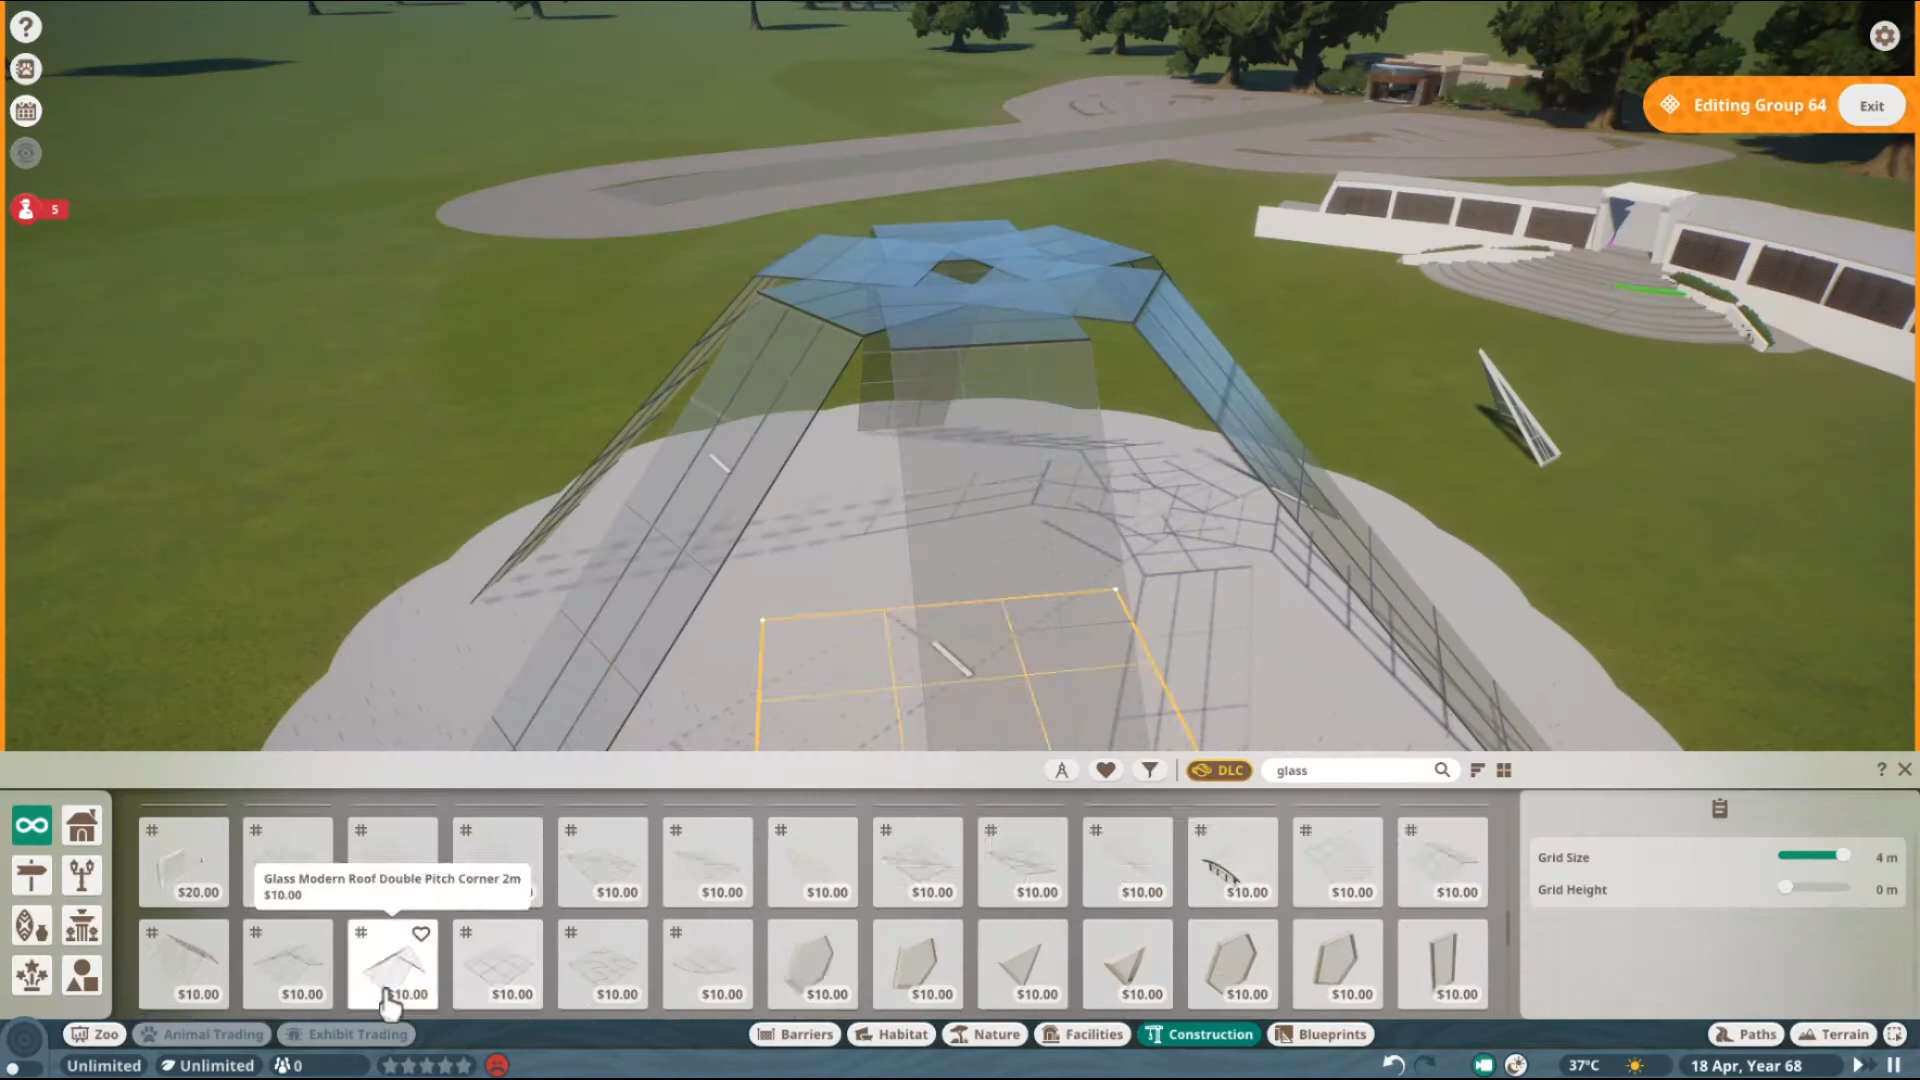 ?
Editing Group 64
Exit
5
DLC
glass
?
#
$20.00
#
#
#
#
$10.00
#
$10.00
#
$10.00
#
$10.00
#
$10.00
#
$10.00
#
$10.00
#
$10.00
#
$10.00
Glass Modern Roof Double Pitch Corner 2m
$10.00
#
$10.00
#
$10.00
#
$10.00
#
$10.00
#
$10.00
#
$10.00
$10.00
$10.00
$10.00
$10.00
$10.00
$10.00
$10.00
Grid Size
4 m
Grid Height
0 m
Zoo
Animal Trading
Exhibit Trading
Barriers
Habitat
Nature
Facilities
Construction
Blueprints
Paths
Terrain
Unlimited
Unlimited
0
37°C
18 Apr, Year 68